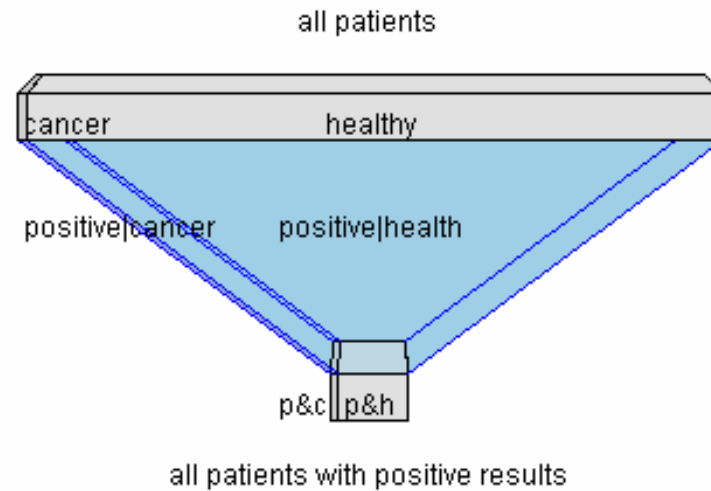 all patients
cancer
healthy
positive|cancer
positive|health
p&c
p&h
all patients with positive results